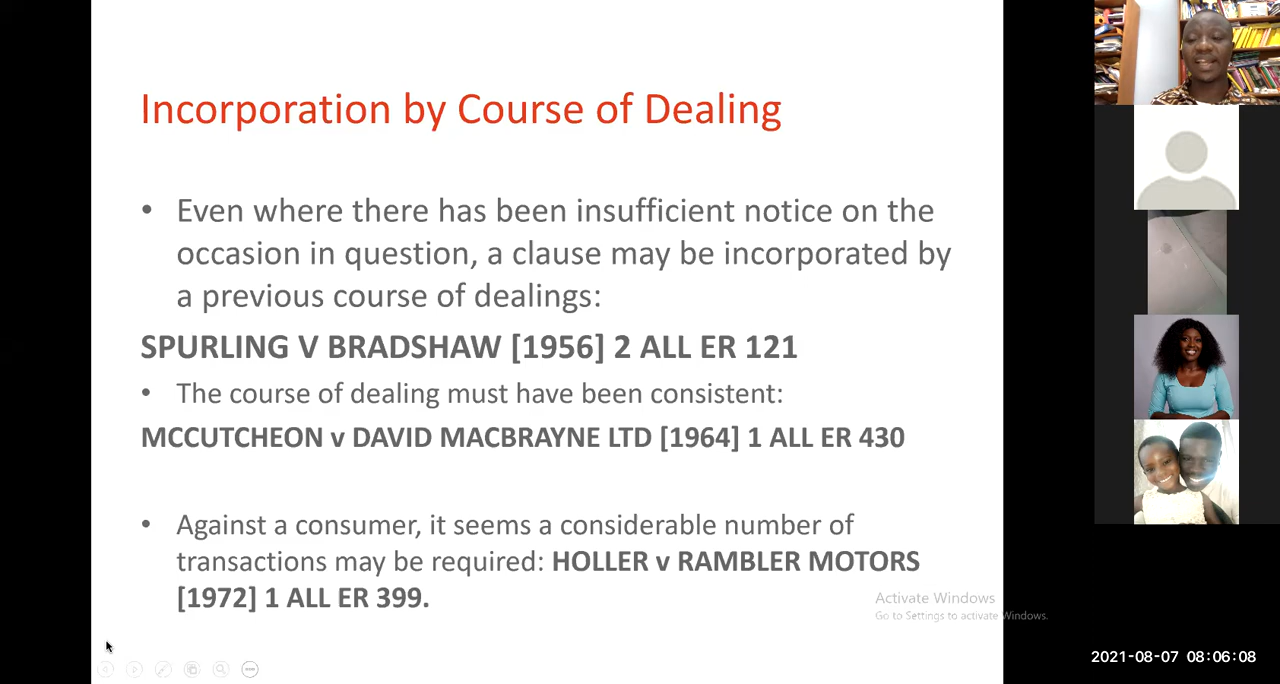 Incorporation by Course of Dealing
• Even where there has been insufficient notice on the
occasion in question, a clause may be incorporated by
a previous course of dealings:
SPURLING V BRADSHAW [1956] 2 ALL ER 121
• The course of dealing must have been consistent:
MCCUTCHEON v DAVID MACBRAYNE LTD [1964] 1 ALL ER 430
• Against a consumer, it seems a considerable number of
transactions may be required: HOLLER v RAMBLER MOTORS
[1972] 1 ALL ER 399.
Activate Windows
Go to Settings to activate Windows.
2021-08-07 08:06:08